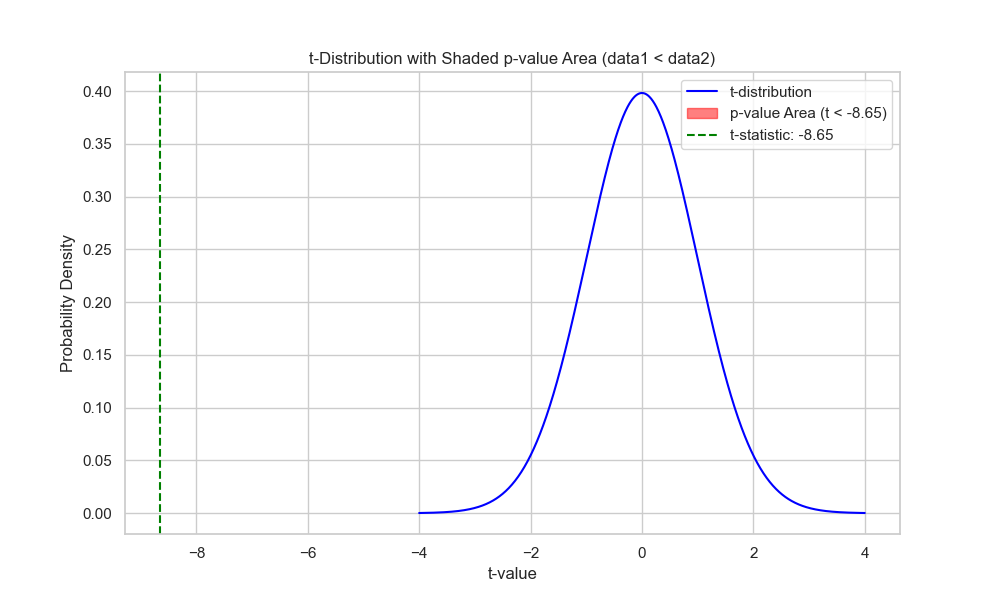 t-Distribution with Shaded p-value Area (data1 < data2)
t-distribution
p-value Area (t < -8.65)
t-statistic: -8.65
Probability Density
0.40
0.35
0.30
0.25
0.20
0.15
0.10
0.05
0.00
−8
−6
−4
−2
0
2
4
t-value